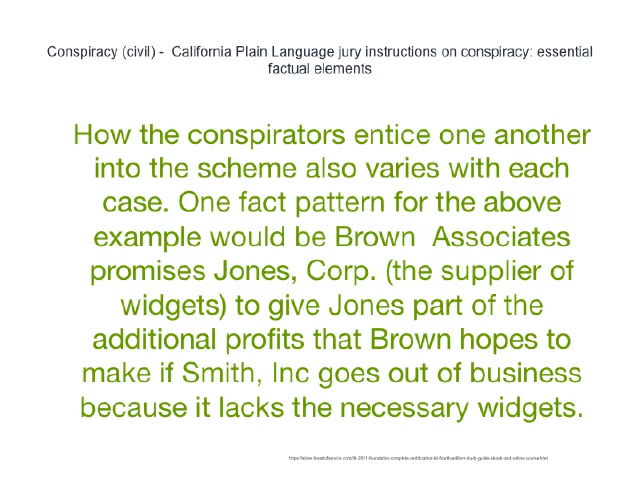 Conspiracy (civil) -  California Plain Language jury instructions on conspiracy: essential
factual elements
How the conspirators entice one another
into the scheme also varies with each
case. One fact pattern for the above
example would be Brown  Associates
promises Jones, Corp. (the supplier of
widgets) to give Jones part of the
additional profits that Brown hopes to
make if Smith, Inc goes out of business
because it lacks the necessary widgets.